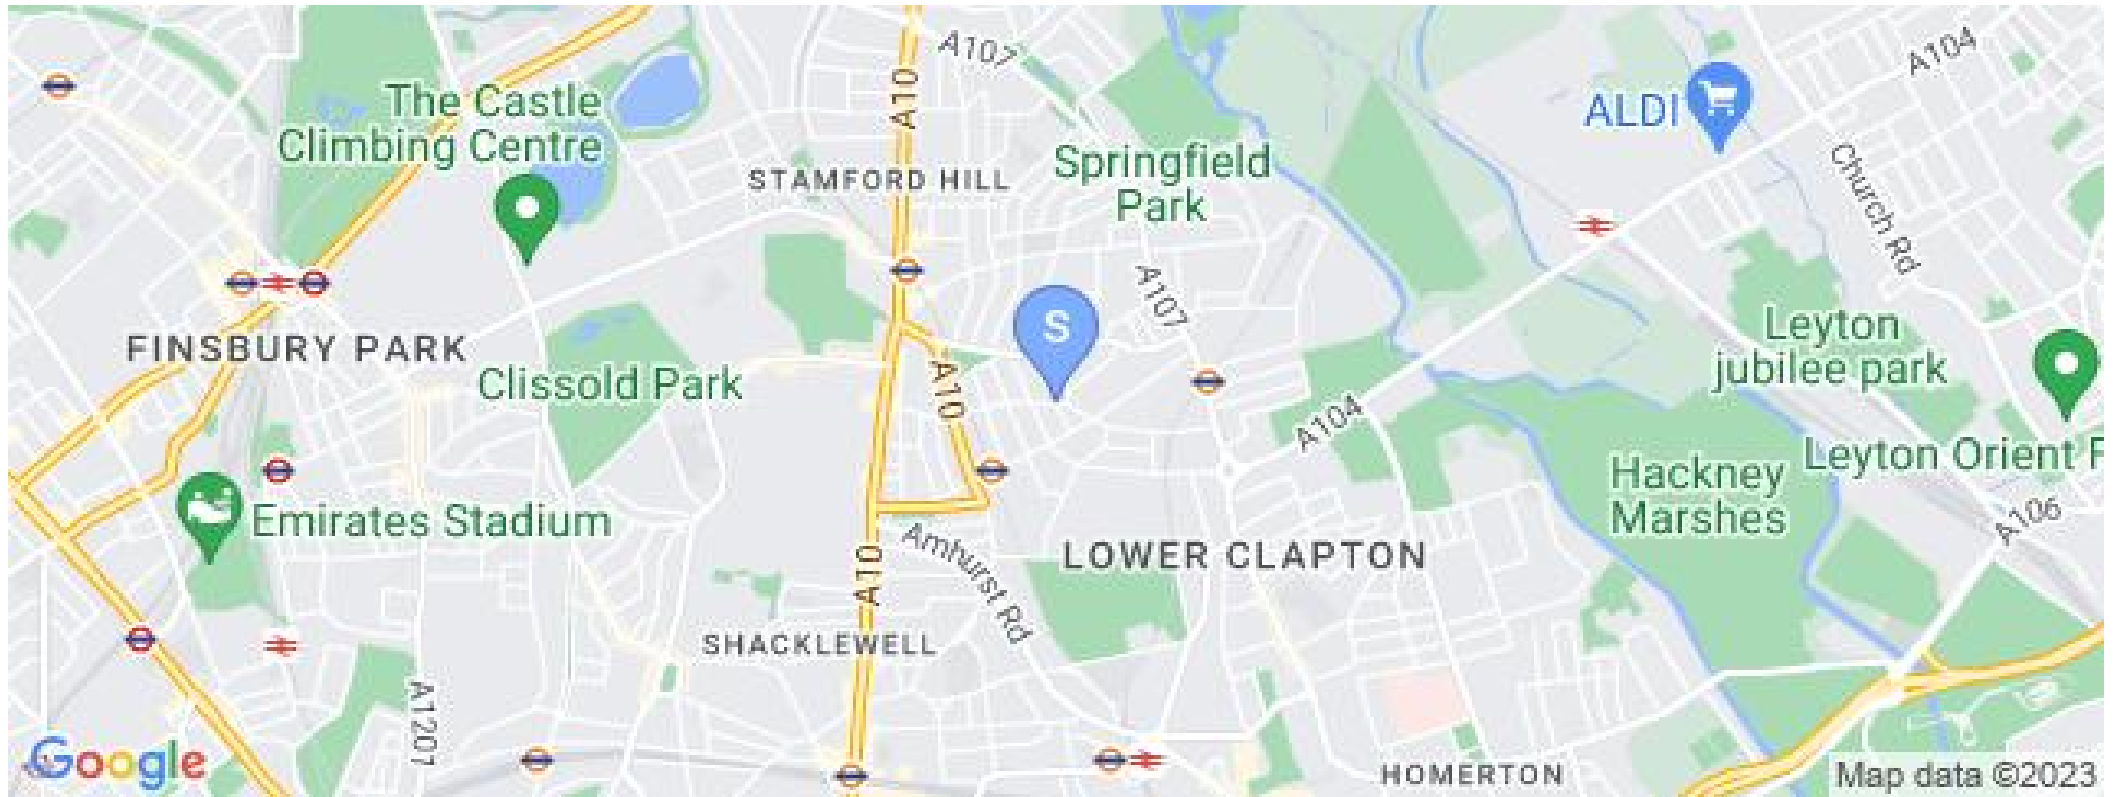 A107
A104
A10
The Castle
Climbing Centre
ALDI
STAMFORD HILL
Springfield
Park
Church Rd
A107
FINSBURY PARK
S
Leyton
jubilee park
Clissold Park
A10
A104
Leyton Orient F
Hackney
Marshes
Emirates Stadium
A106
Amhurst Rd
LOWER CLAPTON
A10
SHACKLEWELL
A1201
Google
HOMERTON
Map data ©2023